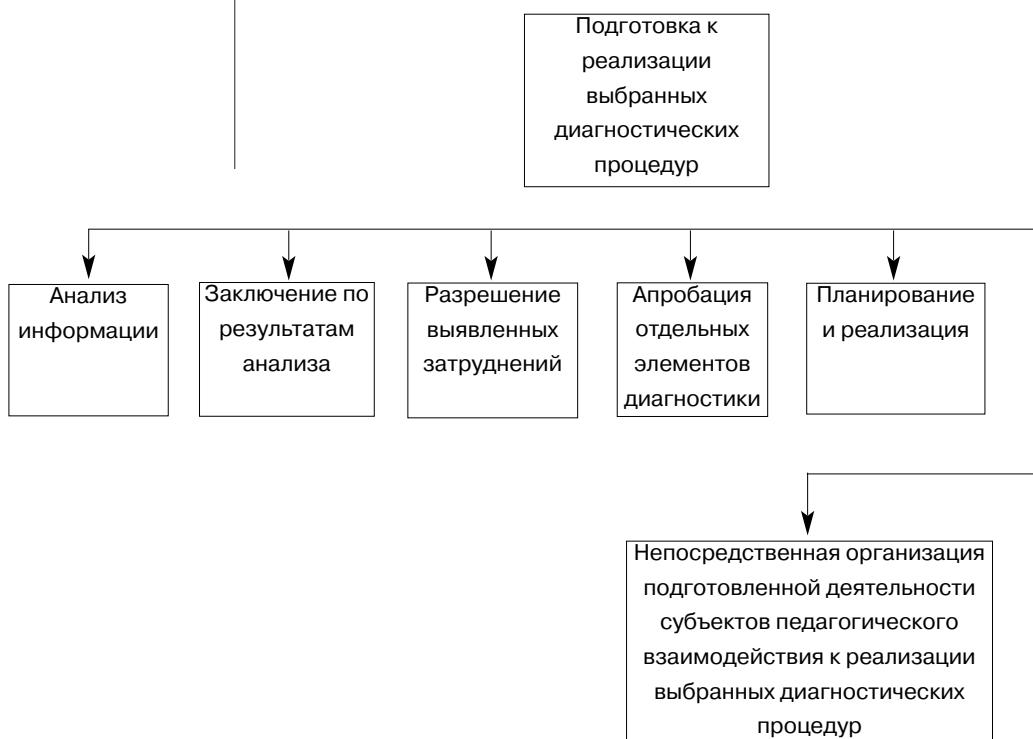 Подготовка к
реализации
выбранных
диагностических
процедур
Анализ
информации
Заключение по
результатам
анализа
Разрешение
выявленных
затруднений
Апробация
отдельных
элементов
диагностики
Планирование
и реализация
Непосредственная организация
подготовленной деятельности
субъектов педагогического
взаимодействия к реализации
выбранных диагностических
процедур